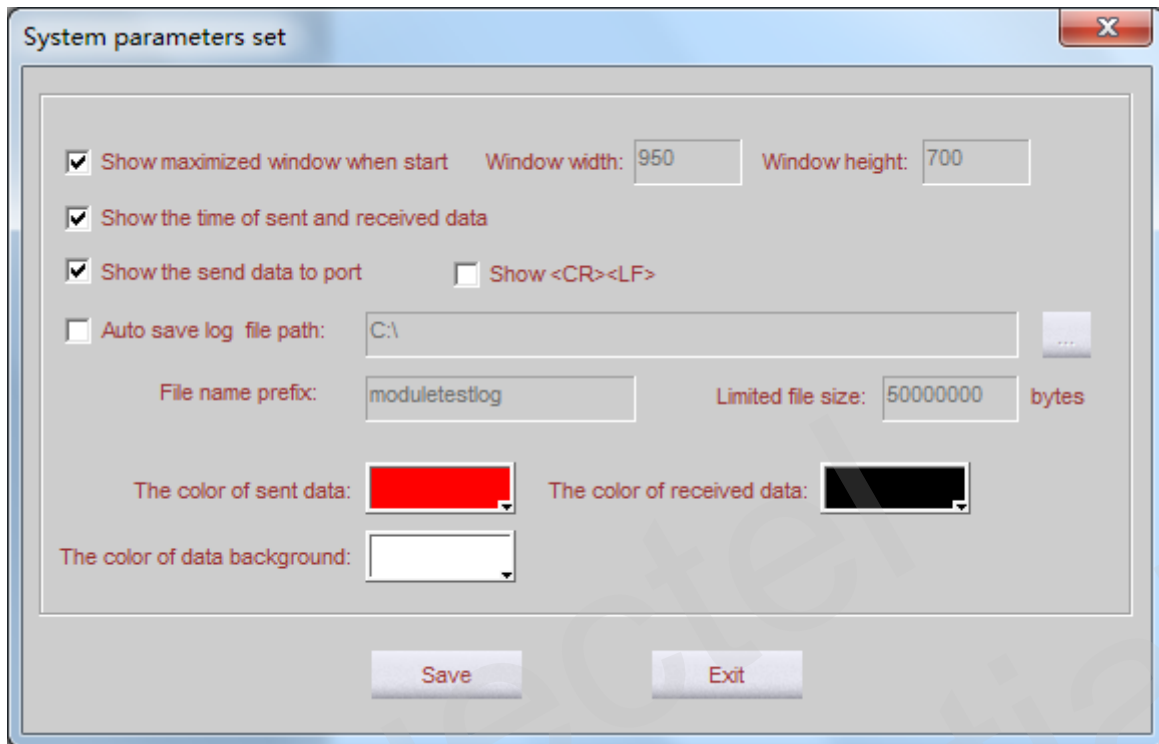 System parameters set
Show maximized window when start Window width: 950 Window height: 700
Show the time of sent and received data
Show the send data to port Show <CR><LF>
Auto save log file path: C:\ ...
File name prefix: moduletestlog Limited file size: 50000000 bytes
The color of sent data: The color of received data:
The color of data background:
Save Exit